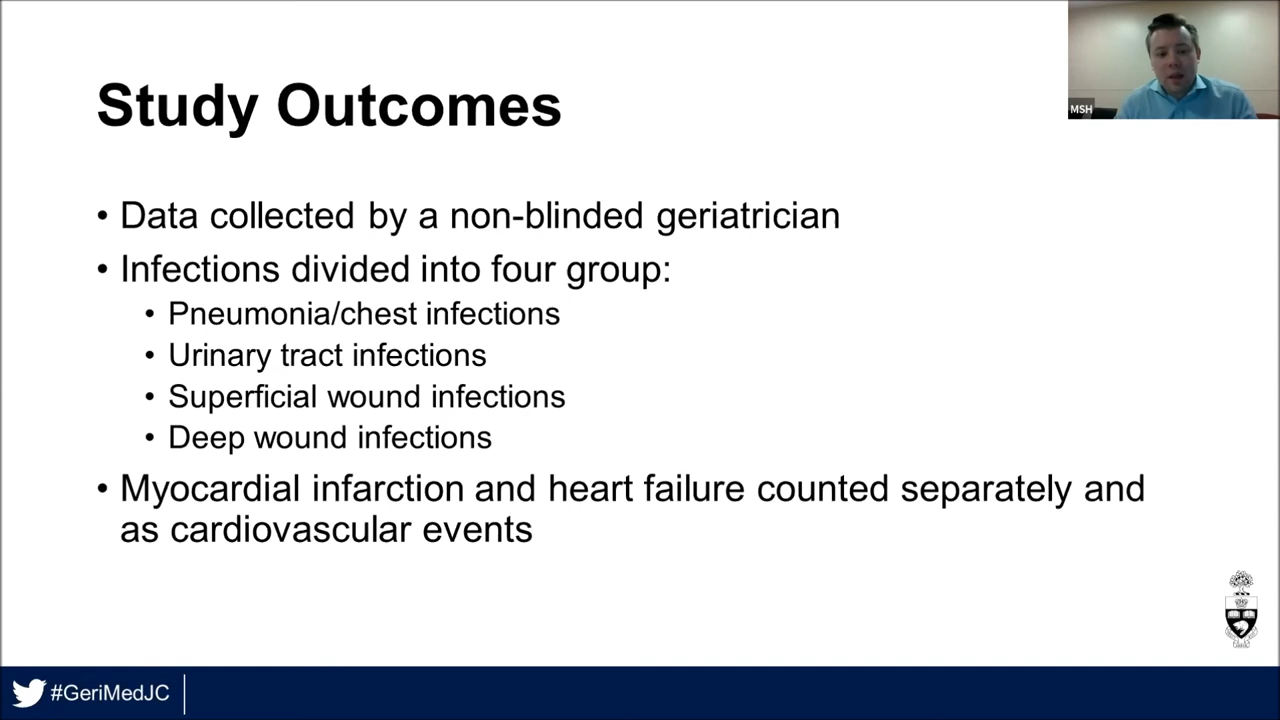 MSH
Study Outcomes
• Data collected by a non-blinded geriatrician
• Infections divided into four group:
• Pneumonia/chest infections
• Urinary tract infections
• Superficial wound infections
• Deep wound infections
• Myocardial infarction and heart failure counted separately and
as cardiovascular events
#GeriMedJC